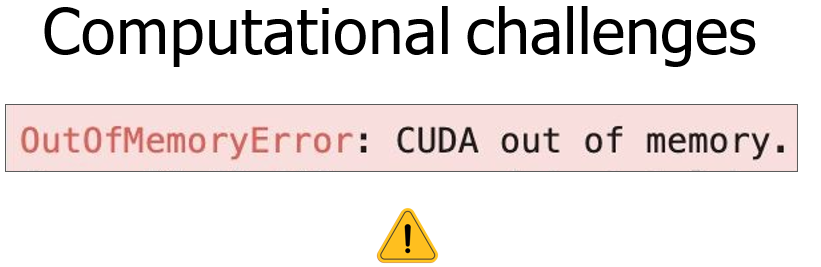 Computational challenges
OutOfMemoryError: CUDA out of memory.
!